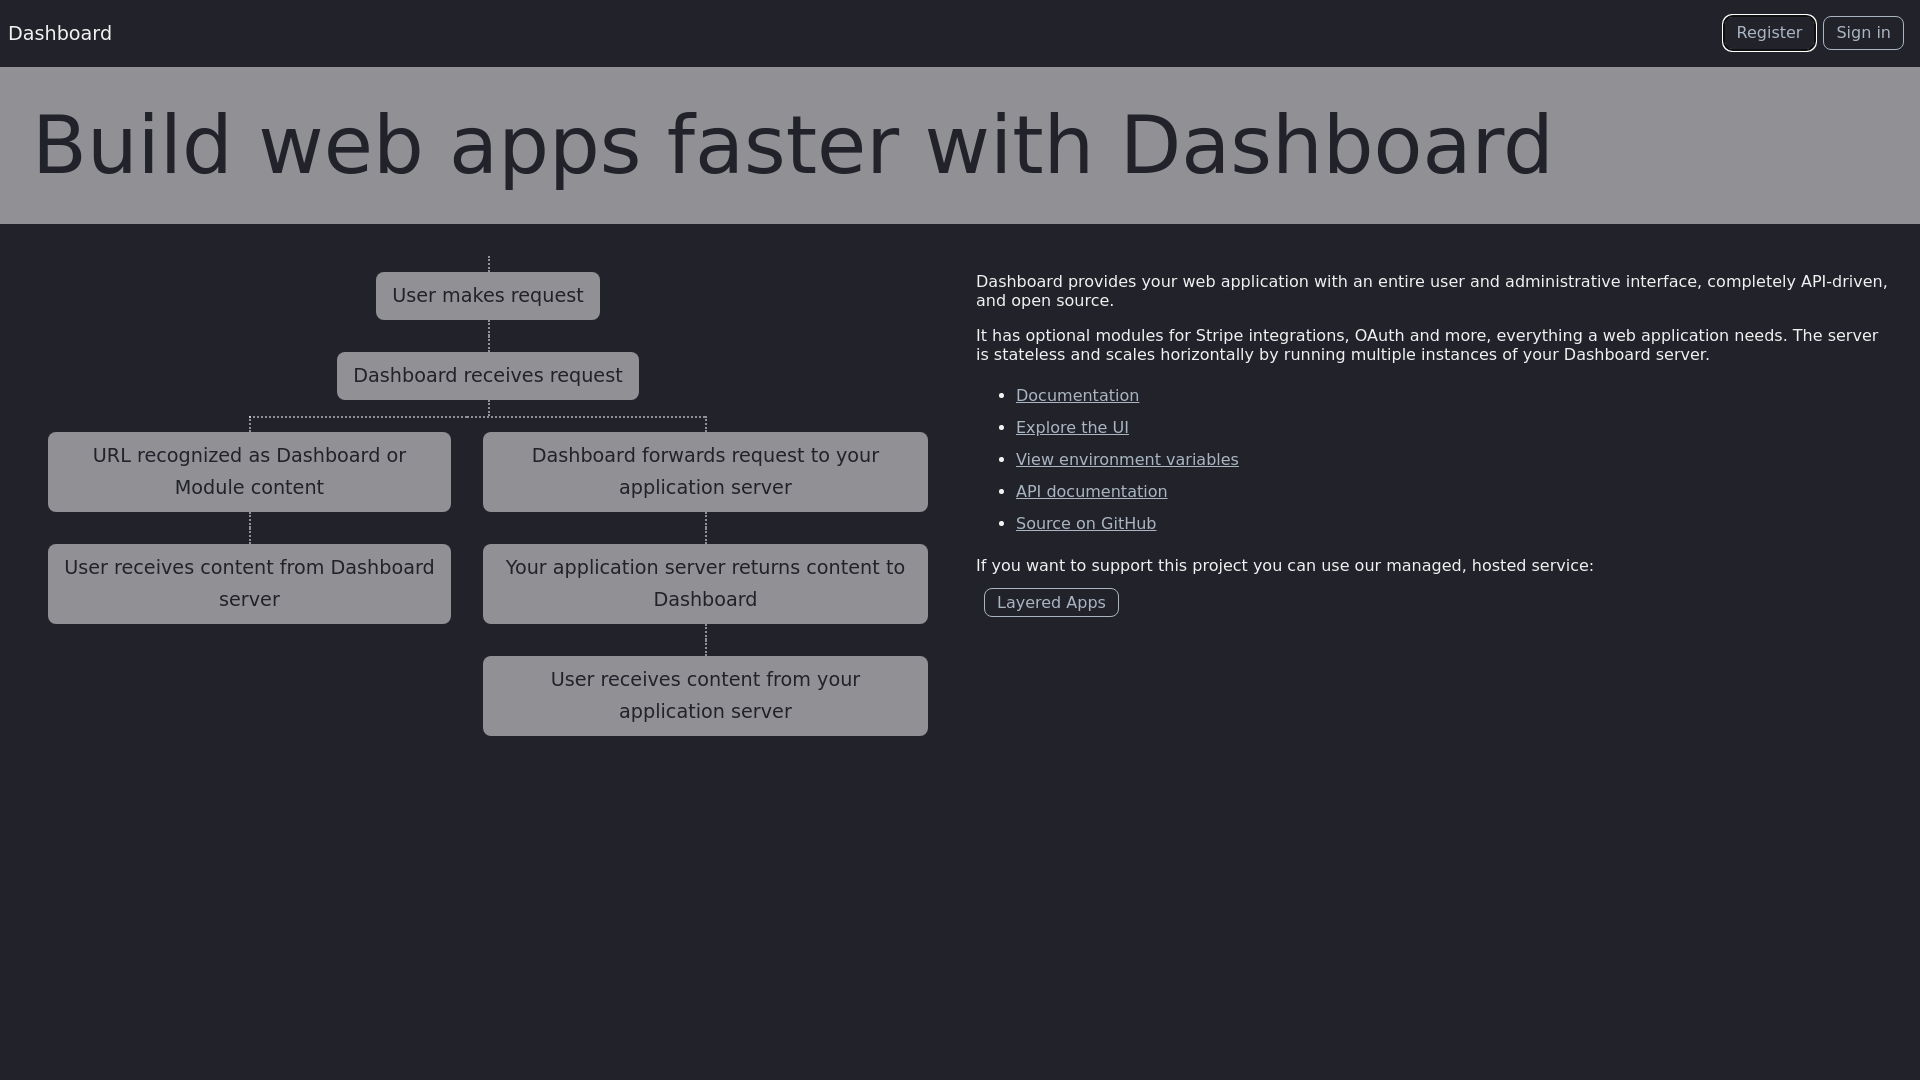 Dashboard
Register
Sign in
Build web apps faster with Dashboard
User makes request
Dashboard receives request
URL recognized as Dashboard or
Module content
User receives content from Dashboard
server
Dashboard forwards request to your
application server
Your application server returns content to
Dashboard
User receives content from your
application server
Dashboard provides your web application with an entire user and administrative interface, completely API-driven,
and open source.
It has optional modules for Stripe integrations, OAuth and more, everything a web application needs. The server
is stateless and scales horizontally by running multiple instances of your Dashboard server.
• Documentation
• Explore the UI
• View environment variables
• API documentation
• Source on GitHub
If you want to support this project you can use our managed, hosted service:
Layered Apps